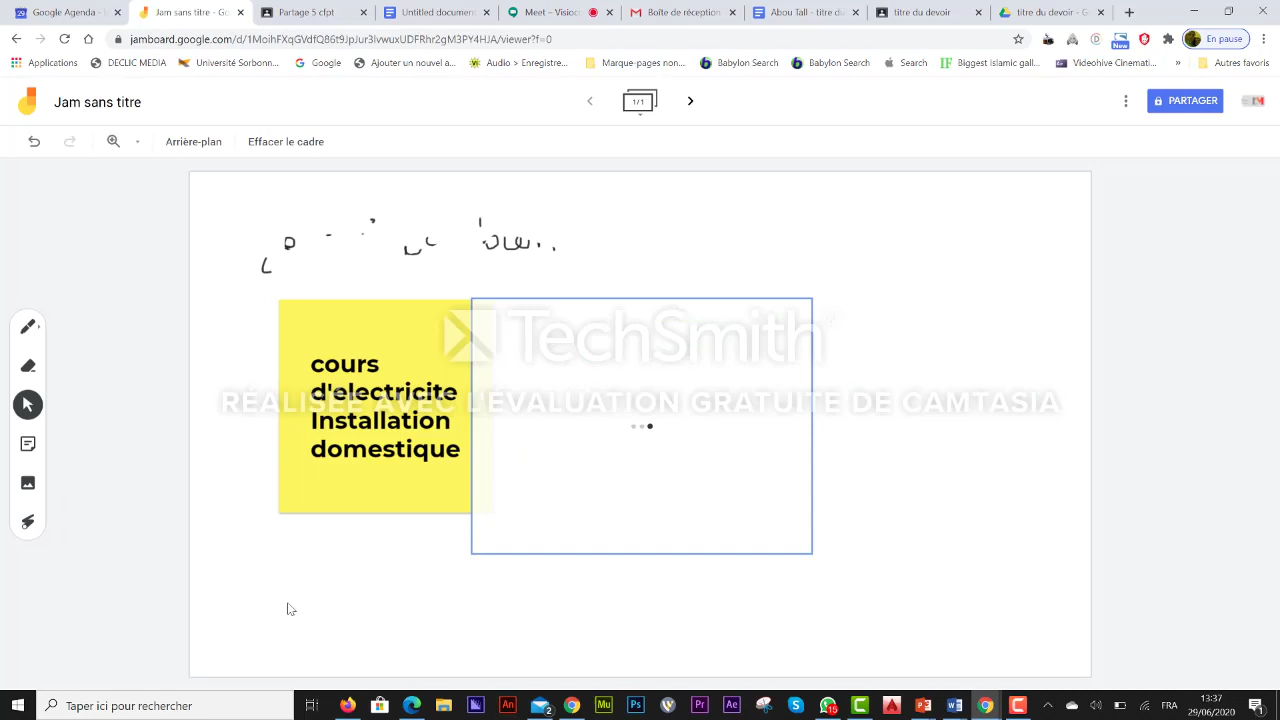 Google Agenda - l
Jam sans titre - Go
Partage 5 cpt
Untitled document
Meet – Visioc
Boîte de réception
Abou Tall - titre du
titre du devoir
titre du devoir - G
jamboard.google.com/d/1MoihFXqGVdfQ86t9JpJur3lvwuxUDFRhr2gM3PY4HJA/viewer?f=0
New
En pause
Applications
DECLIC MEDIA
Université Sorbonn...
Google
Ajouter un nouvel...
Auto - Enregistre...
Marque-pages non...
Babylon Search
Babylon Search
Search
Biggest Islamic gall...
Videohive Cinemati...
»
Autres favoris
Jam sans titre
1/1
PARTAGER
Arrière-plan
Effacer le cadre
TechSmith
RÉALISÉE AVEC L'ÉVALUATION GRATUITE DE CAMTASIA
cours
d'electricite
Installation
domestique
Taper ici pour rechercher
FRA
13:37
29/06/2020